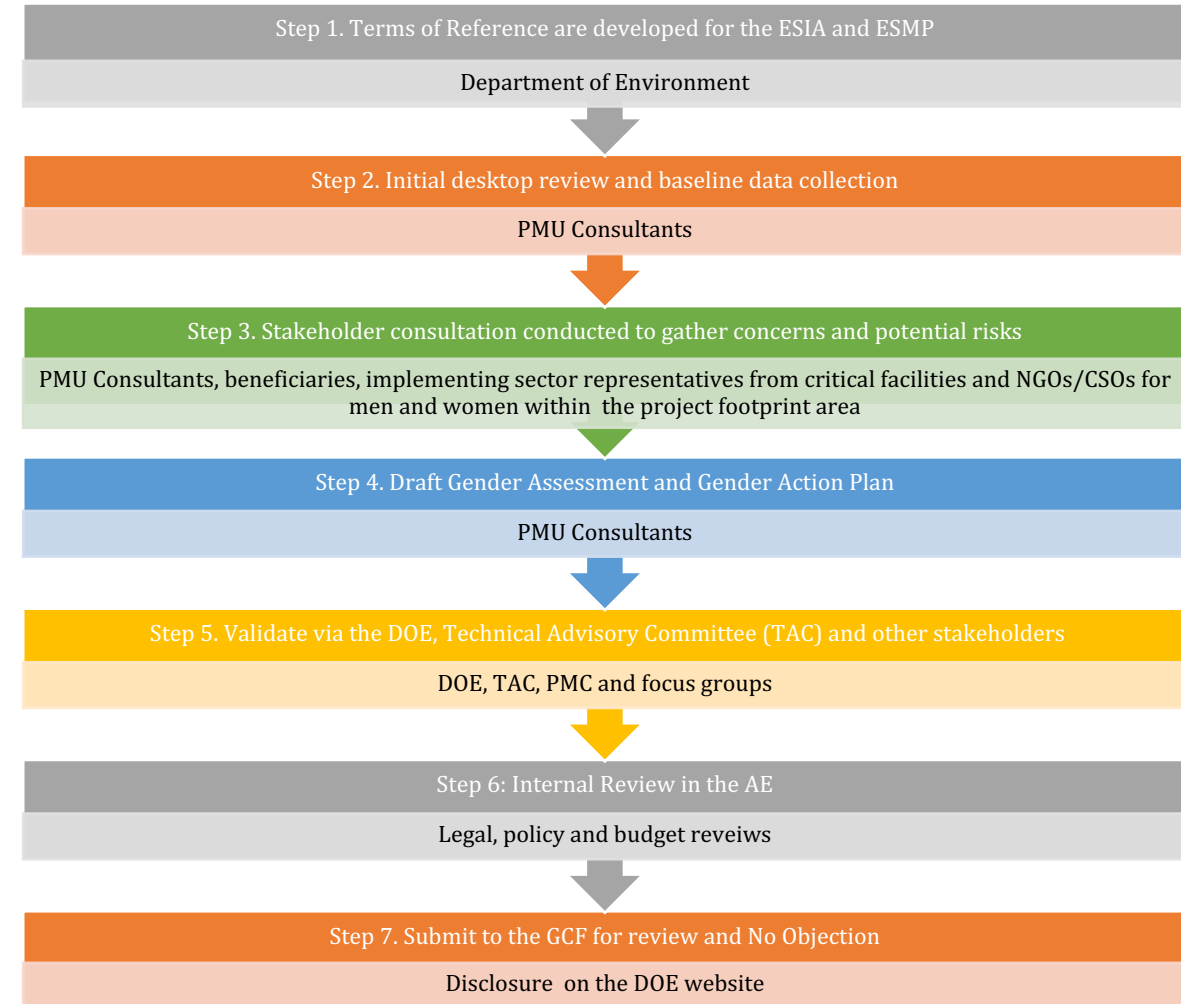 Step 1. Terms of Reference are developed for the ESIA and ESMP
Department of Environment
Step 2. Initial desktop review and baseline data collection
PMU Consultants
Step 3. Stakeholder consultation conducted to gather concerns and potential risks
PMU Consultants, beneficiaries, implementing sector representatives from critical facilities and NGOs/CSOs for
men and women within  the project footprint area
Step 4. Draft Gender Assessment and Gender Action Plan
PMU Consultants
Step 5. Validate via the DOE, Technical Advisory Committee (TAC) and other stakeholders
DOE, TAC, PMC and focus groups
Step 6: Internal Review in the AE
Legal, policy and budget reveiws
Step 7. Submit to the GCF for review and No Objection
Disclosure  on the DOE website